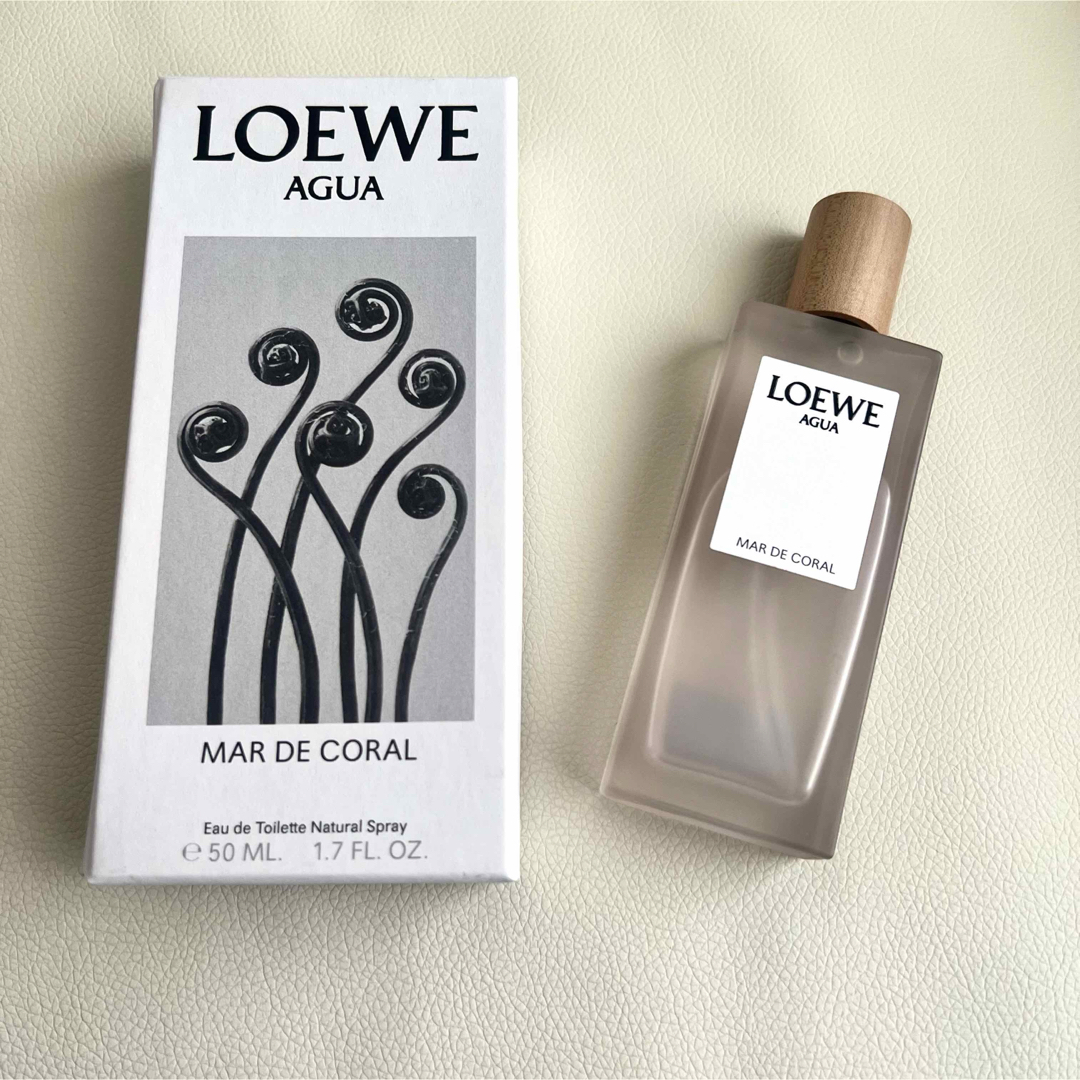 LOEWE
AGUA
MAR DE CORAL
Eau de Toilette Natural Spray
℮ 50 ML. 1.7 FL. OZ.
LOEWE
AGUA
MAR DE CORAL